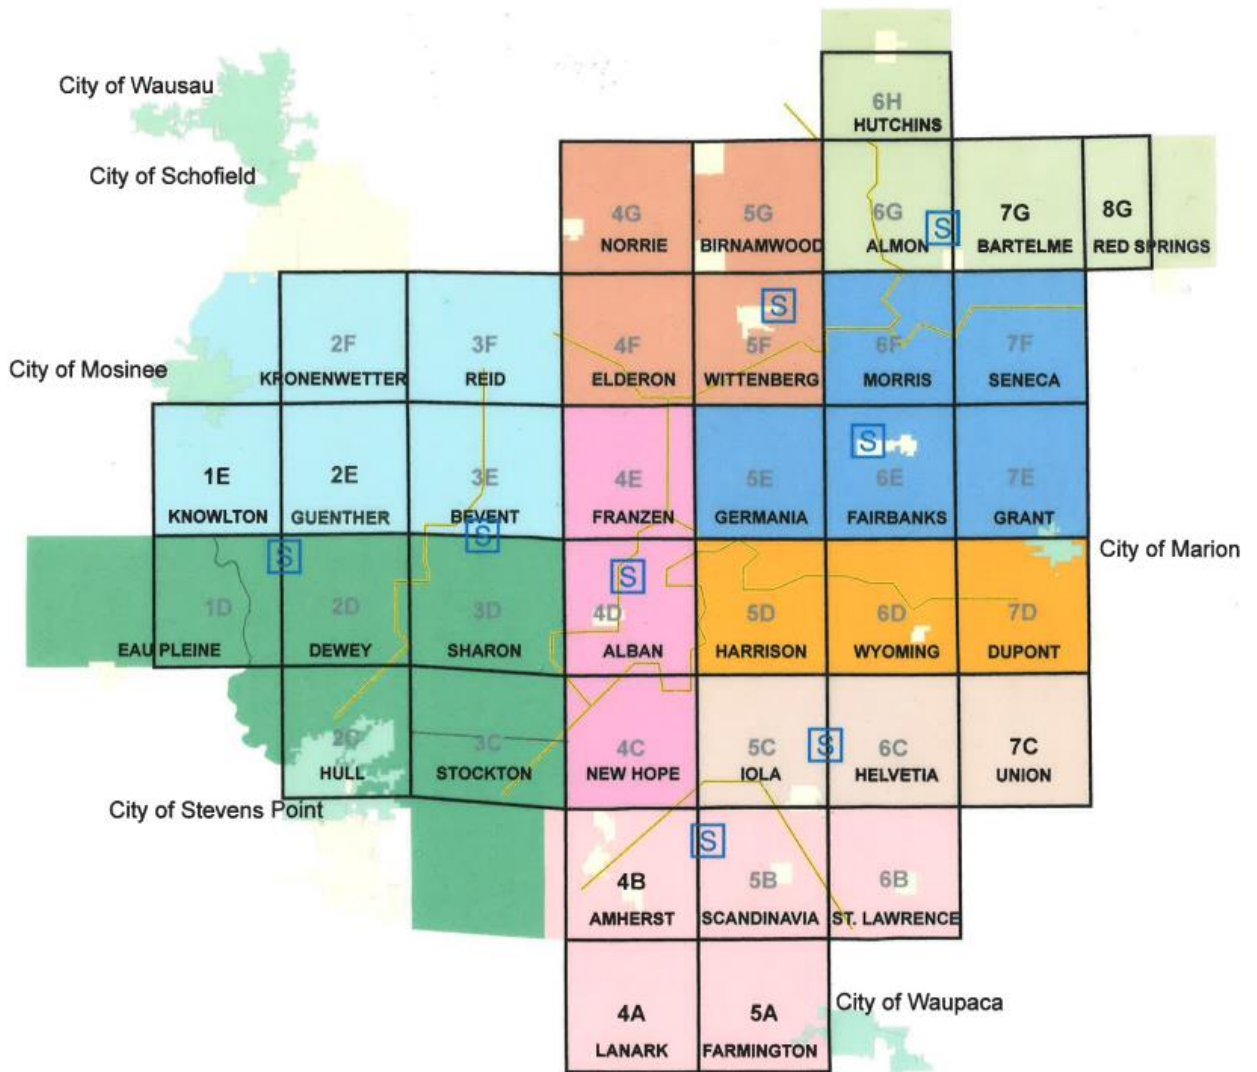 City of Wausau
6H
HUTCHINS
City of Schofield
4G
5G
6G
7G
8G
NORRIE
BIRNAMWOOD
ALMON
S
BARTELME
RED SPRINGS
S
2F
3F
4F
5F
6F
7F
City of Mosinee
KRONENWETTER
REID
ELDERON
WITTENBERG
MORRIS
SENECA
S
1E
2E
3E
4E
5E
6E
7E
KNOWLTON
GUENTHER
BEVENT
FRANZEN
GERMANIA
FAIRBANKS
GRANT
S
S
City of Marion
S
1D
2D
3D
4D
5D
6D
7D
EAU PLEINE
DEWEY
SHARON
ALBAN
HARRISON
WYOMING
DUPONT
2C
3C
4C
5C
S
6C
7C
HULL
STOCKTON
NEW HOPE
IOLA
HELVETIA
UNION
City of Stevens Point
S
4B
5B
6B
AMHERST
SCANDINAVIA
ST. LAWRENCE
4A
5A
City of Waupaca
LANARK
FARMINGTON